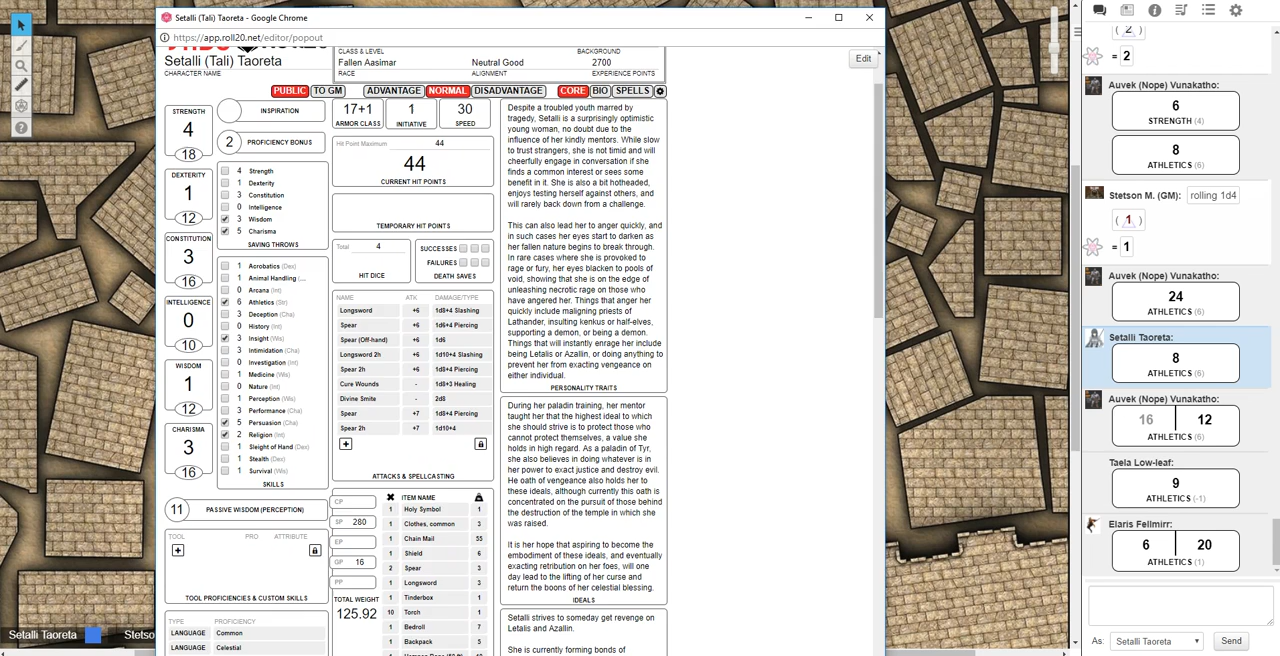 Setalli (Tali) Taoreta - Google Chrome
https://app.roll20.net/editor/popout
Edit
Setalli (Tali) Taoreta
CHARACTER NAME
CLASS & LEVEL
BACKGROUND
Fallen Aasimar
Neutral Good
2700
RACE
ALIGNMENT
EXPERIENCE POINTS
PUBLIC TO GM
ADVANTAGE NORMAL DISADVANTAGE
CORE BIO SPELLS
STRENGTH
4
18
DEXTERITY
1
12
CONSTITUTION
3
16
INTELLIGENCE
0
10
WISDOM
1
12
CHARISMA
3
16
INSPIRATION
2 PROFICIENCY BONUS
4 Strength
1 Dexterity
3 Constitution
0 Intelligence
3 Wisdom
5 Charisma
SAVING THROWS
1 Acrobatics (Dex)
1 Animal Handling (...
0 Arcana (Int)
6 Athletics (Str)
3 Deception (Cha)
0 History (Int)
3 Insight (Wis)
3 Intimidation (Cha)
0 Investigation (Int)
1 Medicine (Wis)
0 Nature (Int)
1 Perception (Wis)
3 Performance (Cha)
5 Persuasion (Cha)
2 Religion (Int)
1 Sleight of Hand (Dex)
1 Stealth (Dex)
1 Survival (Wis)
SKILLS
11 PASSIVE WISDOM (PERCEPTION)
TOOL PRO ATTRIBUTE
TOOL PROFICIENCIES & CUSTOM SKILLS
TYPE PROFICIENCY
LANGUAGE Common
LANGUAGE Celestial
17+1
ARMOR CLASS
1
INITIATIVE
30
SPEED
Hit Point Maximum 44
44
CURRENT HIT POINTS
TEMPORARY HIT POINTS
Total 4
HIT DICE
SUCCESSES
FAILURES
DEATH SAVES
NAME ATK DAMAGE/TYPE
Longsword +6 1d8+4 Slashing
Spear +6 1d6+4 Piercing
Spear (Off-hand) +6 1d6
Longsword 2h +6 1d10+4 Slashing
Spear 2h +6 1d8+4 Piercing
Cure Wounds - 1d8+3 Healing
Divine Smite - 2d8
Spear +7 1d8+4 Piercing
Spear 2h +7 1d10+4
ATTACKS & SPELLCASTING
CP
SP 280
EP
GP 16
PP
TOTAL WEIGHT
125.92
ITEM NAME
1 Holy Symbol 1
1 Clothes, common 3
1 Chain Mail 55
1 Shield 6
2 Spear 3
1 Longsword 3
1 Tinderbox 1
10 Torch 1
1 Bedroll 7
1 Backpack 5
Despite a troubled youth marred by
tragedy, Setalli is a surprisingly optimistic
young woman, no doubt due to the
influence of her kindly mentors. While slow
to trust strangers, she is not timid and will
cheerfully engage in conversation if she
finds a common interest or sees some
benefit in it. She is also a bit hotheaded,
enjoys testing herself against others, and
will rarely back down from a challenge.
This can also lead her to anger quickly, and
in such cases her eyes start to darken as
her fallen nature begins to break through.
In rare cases where she is provoked to
rage or fury, her eyes blacken to pools of
void, showing that she is on the edge of
unleashing necrotic rage on those who
have angered her. Things that anger her
quickly include maligning priests of
Lathander, insulting kenkus or half-elves,
supporting a demon, or being a demon.
Things that will instantly enrage her include
being Letalis or Azallin, or doing anything to
prevent her from exacting vengeance on
either individual.
PERSONALITY TRAITS
During her paladin training, her mentor
taught her that the highest ideal to which
she should strive is to protect those who
cannot protect themselves, a value she
holds in high regard. As a paladin of Tyr,
she also believes in doing whatever is in
her power to exact justice and destroy evil.
He oath of vengeance also holds her to
these ideals, although currently this oath is
concentrated on the pursuit of those behind
the destruction of the temple in which she
was raised.
It is her hope that aspiring to become the
embodiment of these ideals, and eventually
exacting retribution on her foes, will one
day lead to the lifting of her curse and
return the boons of her celestial blessing.
IDEALS
Setalli strives to someday get revenge on
Letalis and Azallin.
She is currently forming bonds of
Setalli Taoreta
Stetso
2
= 2
Auvek (Nope) Vunakatho:
6
STRENGTH (4)
8
ATHLETICS (6)
Stetson M. (GM): rolling 1d4
( 1 )
= 1
Auvek (Nope) Vunakatho:
24
ATHLETICS (6)
Setalli Taoreta:
8
ATHLETICS (6)
Auvek (Nope) Vunakatho:
16 12
ATHLETICS (6)
Taela Low-leaf:
9
ATHLETICS (-1)
Elaris Fellmirr:
6 20
ATHLETICS (1)
As: Setalli Taoreta Send